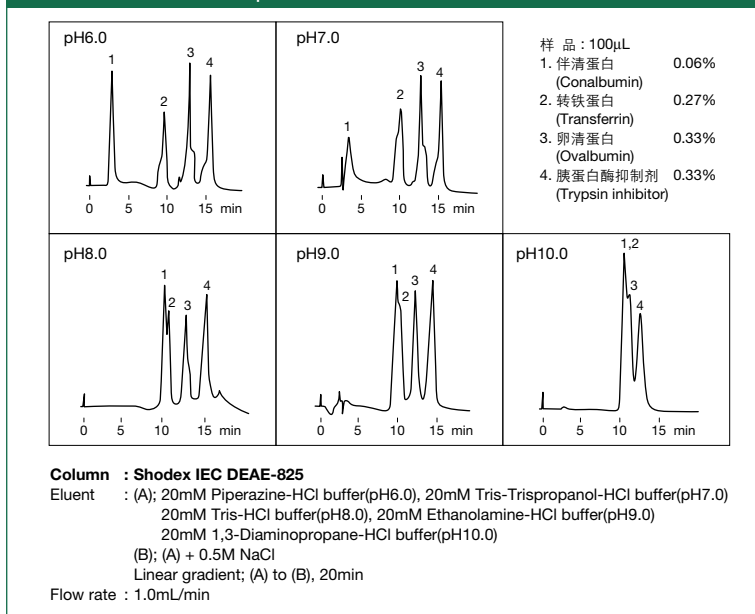 pH6.0
1
2
3
4
0 5 10 15 min
pH7.0
1
2
3
4
0 5 10 15 min
样 品 : 100μL
1. 伴清蛋白 0.06%
(Conalbumin)
2. 转铁蛋白 0.27%
(Transferrin)
3. 卵清蛋白 0.33%
(Ovalbumin)
4. 胰蛋白酶抑制剂 0.33%
(Trypsin inhibitor)
pH8.0
1
2
3
4
0 5 10 15 min
pH9.0
1
2
3
4
0 5 10 15 min
pH10.0
1,2
3
4
0 5 10 15 min
Column : Shodex IEC DEAE-825
Eluent : (A); 20mM Piperazine-HCl buffer(pH6.0), 20mM Tris-Trispropanol-HCl buffer(pH7.0)
20mM Tris-HCl buffer(pH8.0), 20mM Ethanolamine-HCl buffer(pH9.0)
20mM 1,3-Diaminopropane-HCl buffer(pH10.0)
(B); (A) + 0.5M NaCl
Linear gradient; (A) to (B), 20min
Flow rate : 1.0mL/min